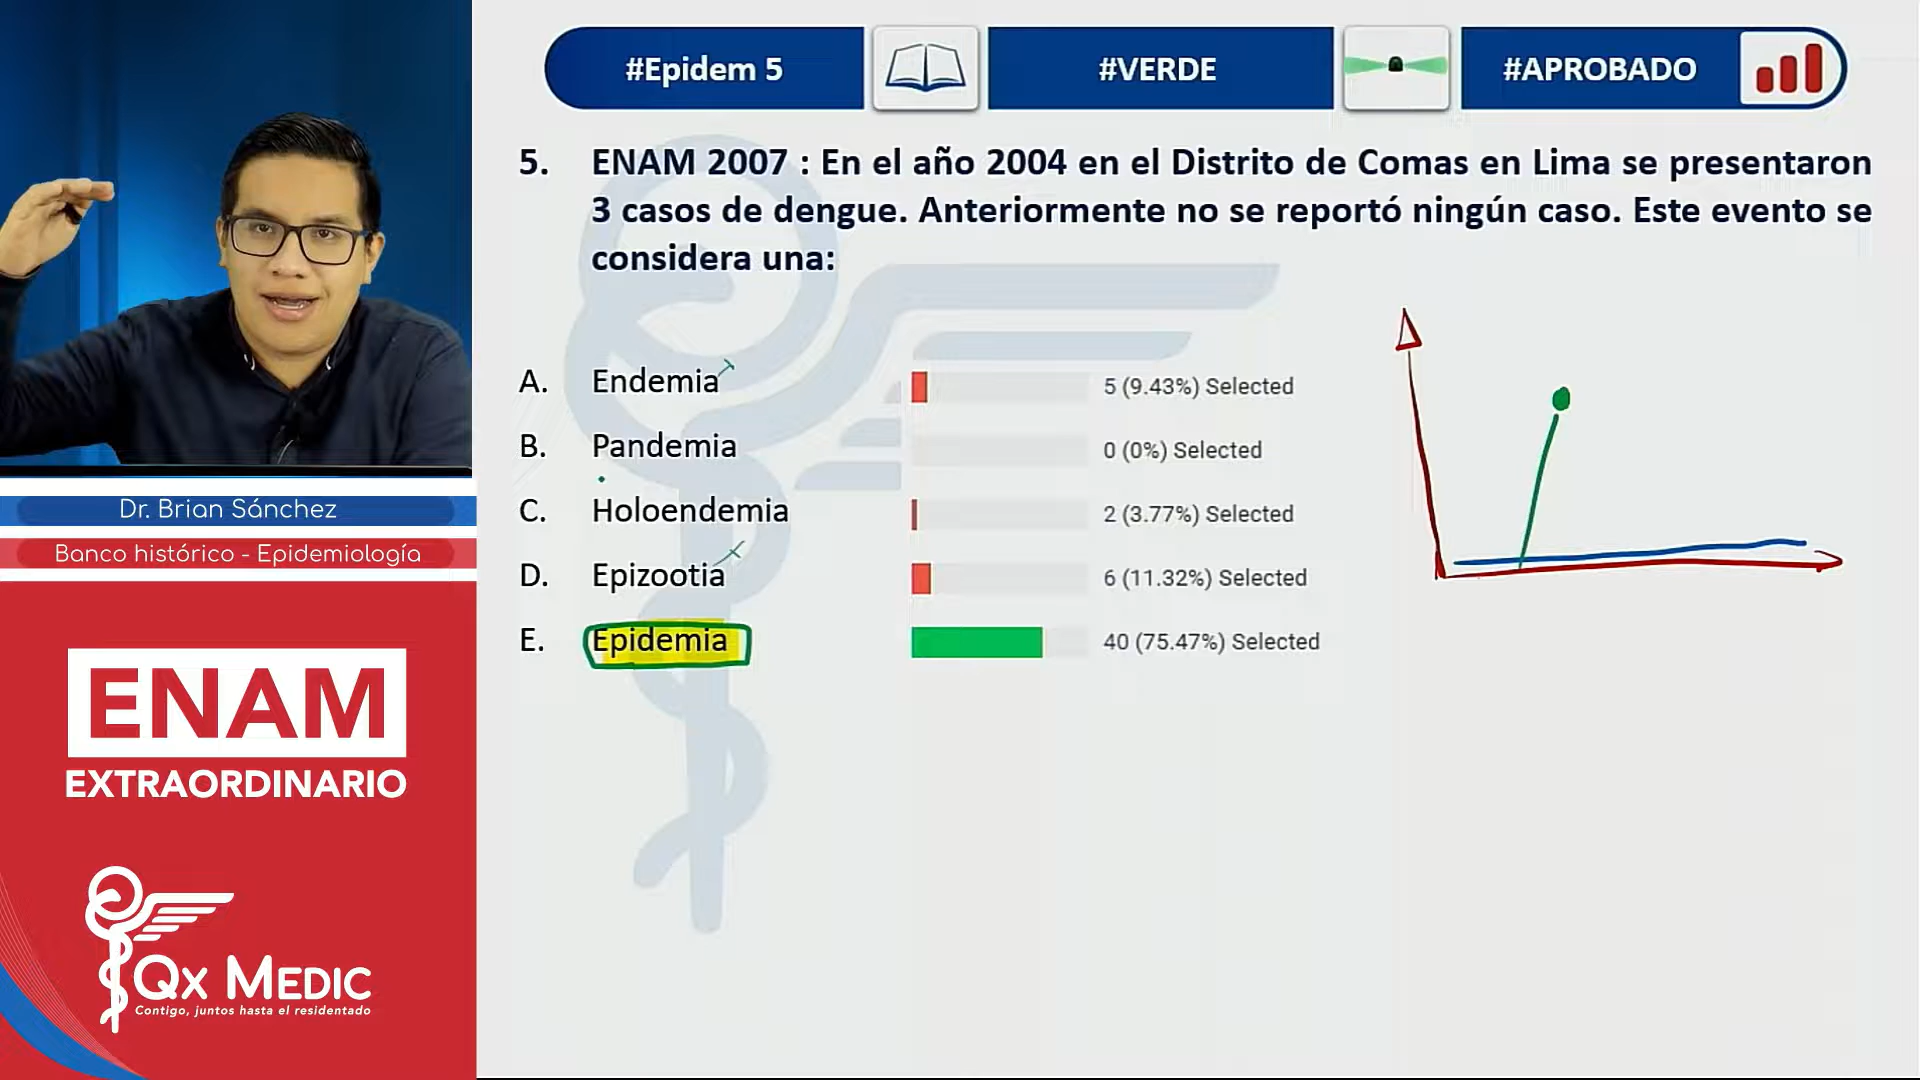 #Epidem 5
#VERDE
#APROBADO
5. ENAM 2007 : En el año 2004 en el Distrito de Comas en Lima se presentaron
3 casos de dengue. Anteriormente no se reportó ningún caso. Este evento se
considera una:
A. Endemia 5 (9.43%) Selected
B. Pandemia 0 (0%) Selected
C. Holoendemia 2 (3.77%) Selected
D. Epizootia 6 (11.32%) Selected
E. Epidemia 40 (75.47%) Selected
Dr. Brian Sánchez
Banco histórico - Epidemiología
ENAM
EXTRAORDINARIO
QX MEDIC
Contigo, juntos hasta el residentado